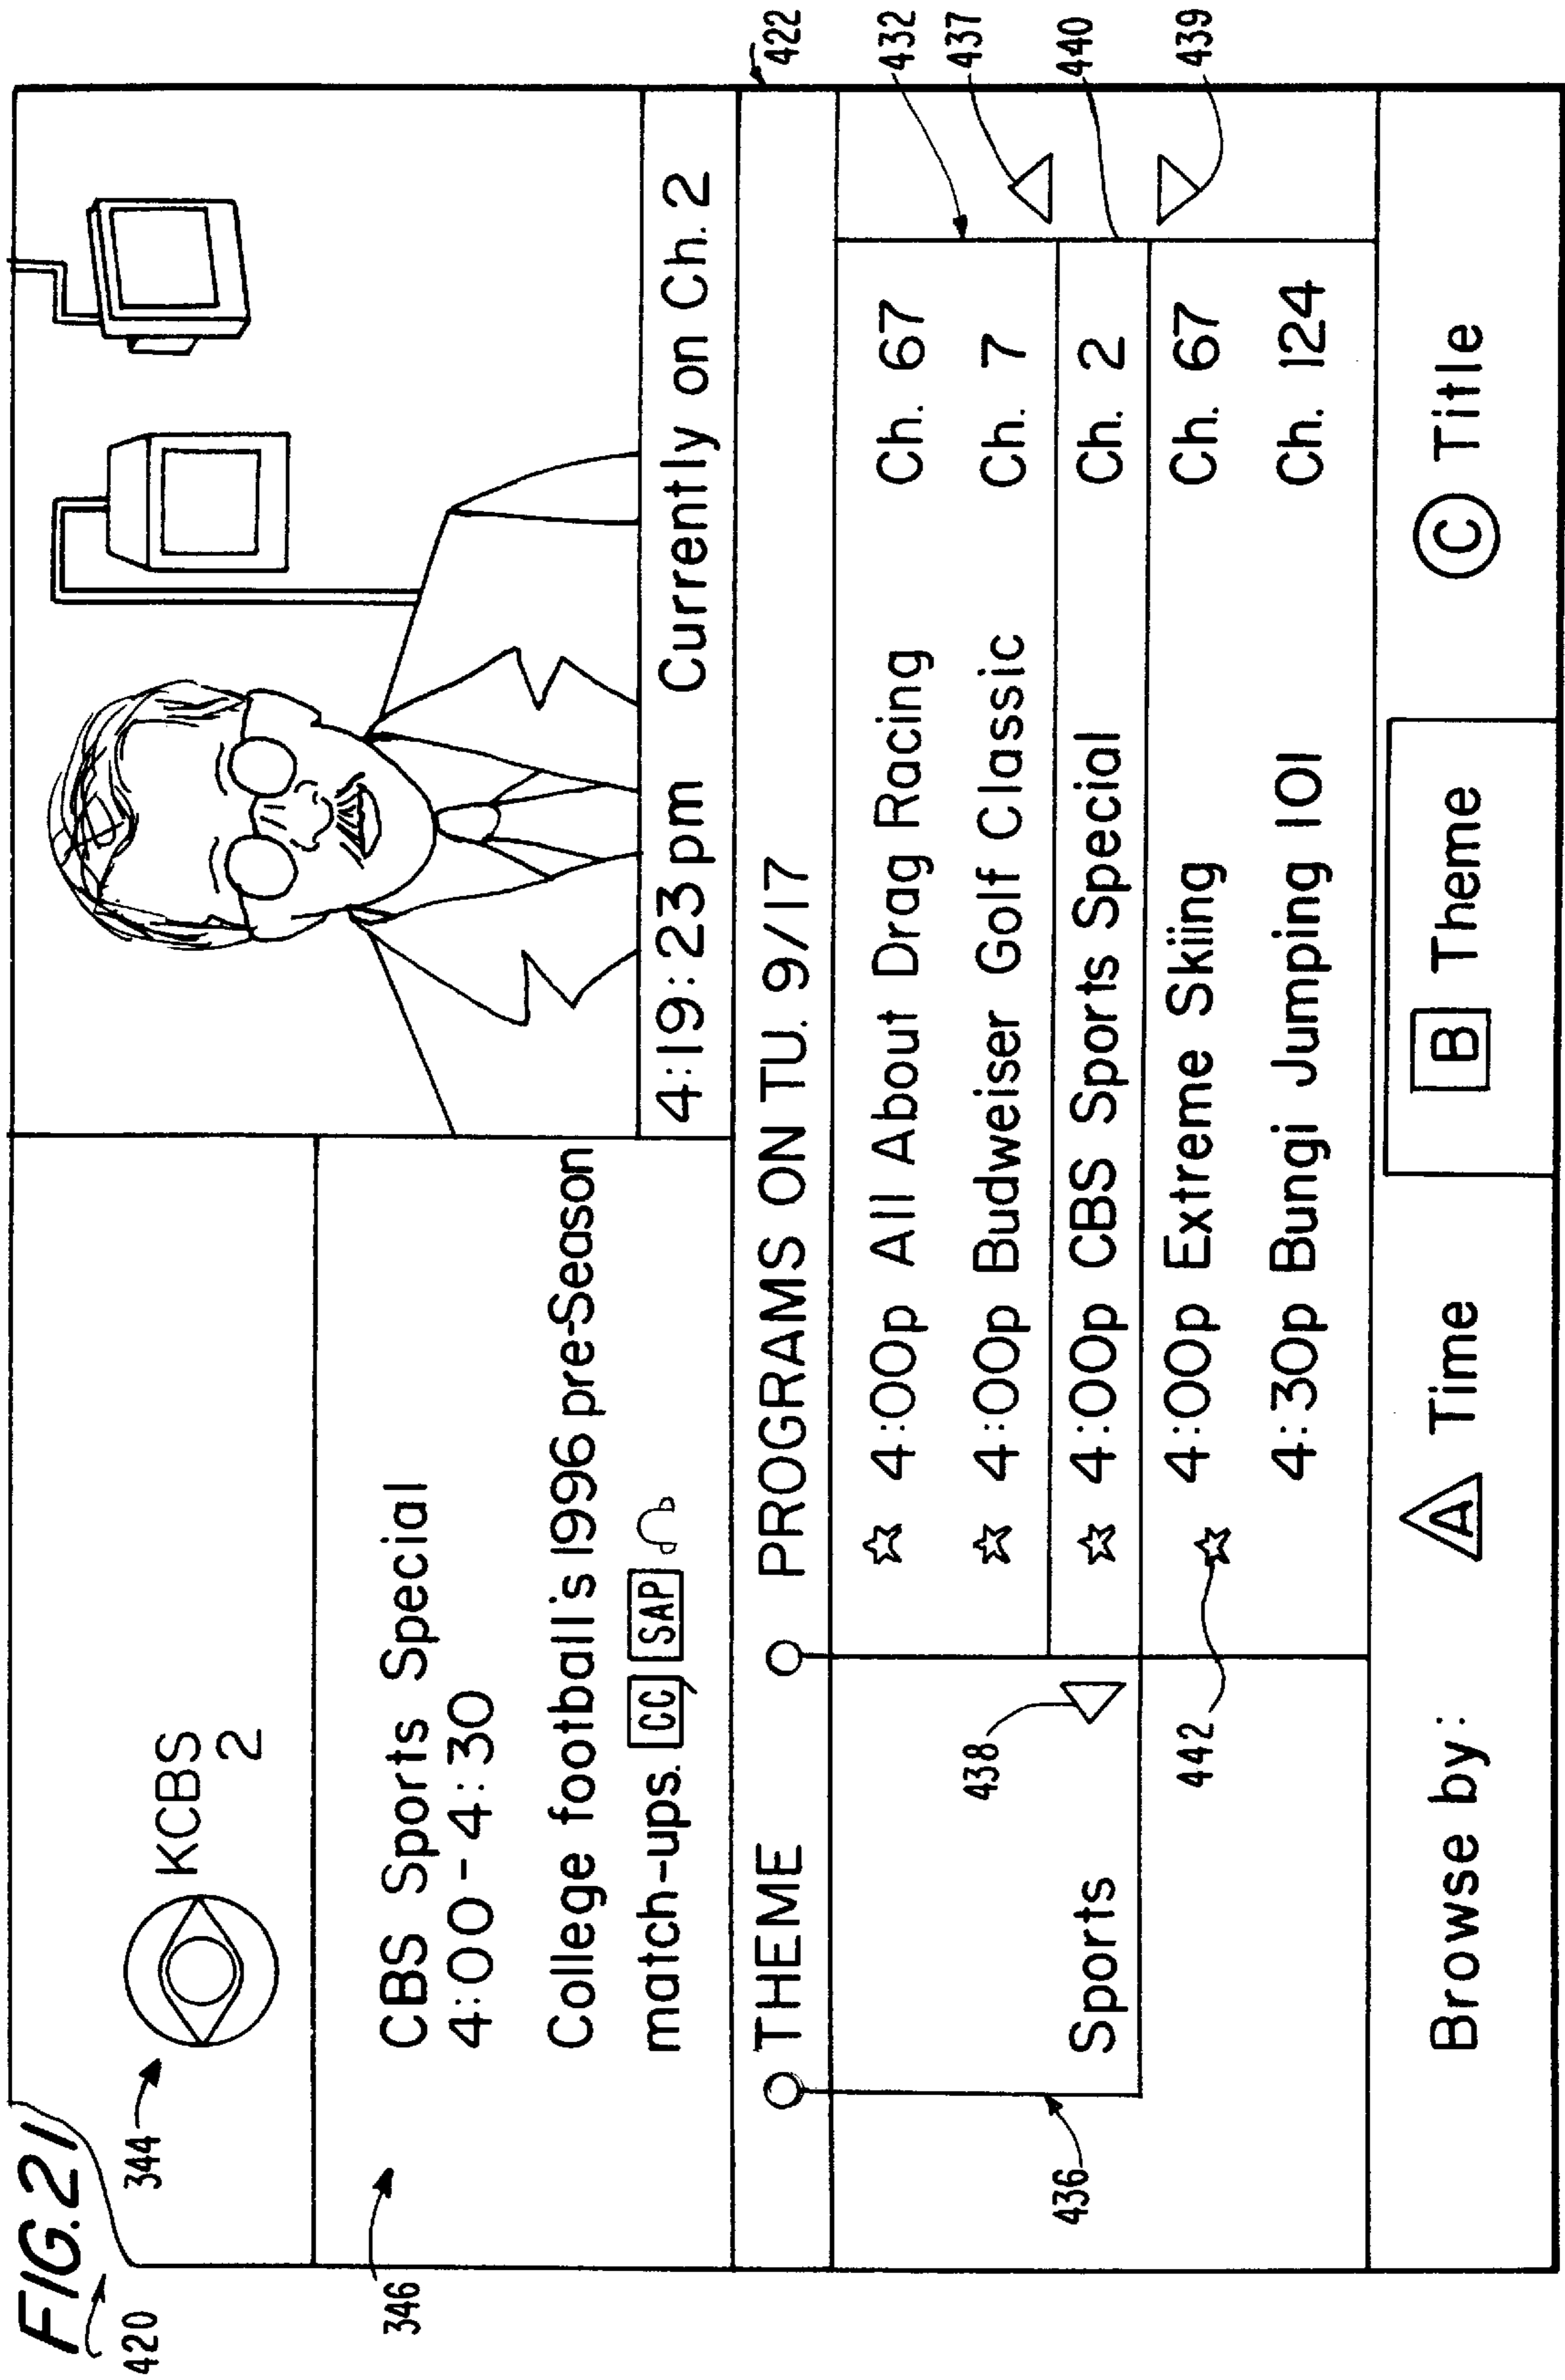 FIG.21
420
344
KCBS
2
346
CBS Sports Special
4:00-4:30
College football's 1996 pre-Season
match-ups. CC SAP
4:19:23 pm Currently on Ch. 2
422
THEME
PROGRAMS ON TU. 9/17
432
437
440
439
4:00p All About Drag Racing Ch. 67
4:00p Budweiser Golf Classic Ch. 7
438
Sports
4:00p CBS Sports Special Ch. 2
436
442
4:00p Extreme Skiing Ch. 67
4:30p Bungi Jumping 101 Ch. 124
Browse by: A Time B Theme C Title